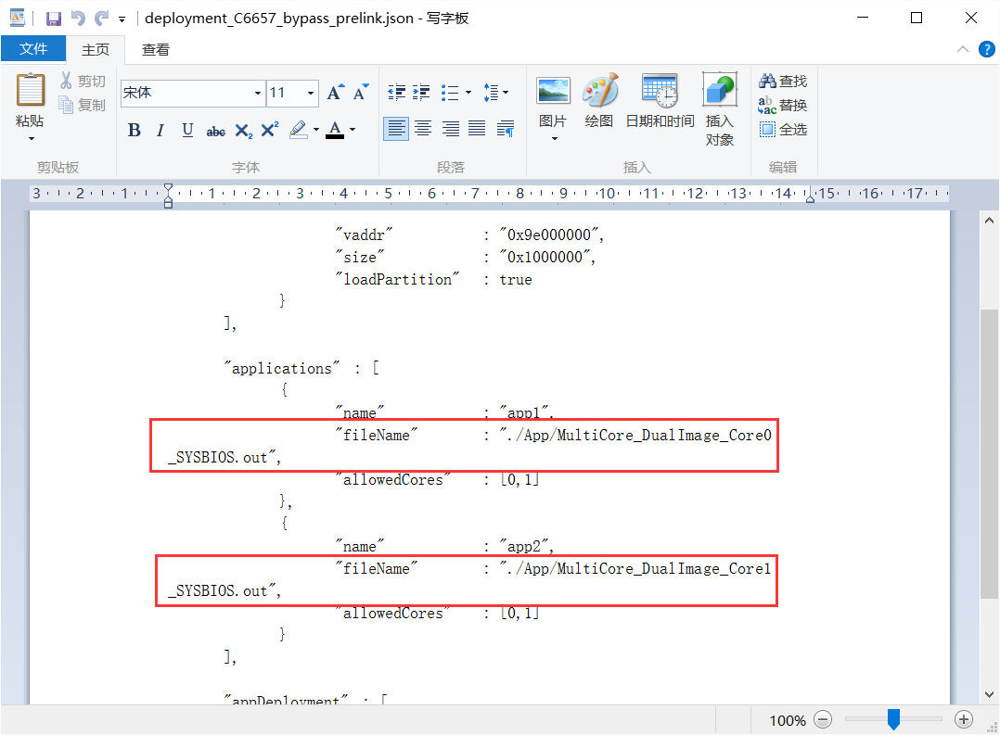 deployment_C6657_bypass_prelink.json - 写字板
文件 主页 查看
粘贴
剪切
复制
剪贴板
宋体 11
B I U abc X₂ X² A
字体
段落
图片
绘图
日期和时间
插入
对象
插入
查找
替换
全选
编辑
3 2 1 1 2 3 4 5 6 7 8 9 10 11 12 13 14 15 16 17
"vaddr" : "0x9e000000",
"size" : "0x1000000",
"loadPartition" : true
}
],
"applications" : [
{
"name" : "app1",
"fileName" : "./App/MultiCore_DualImage_Core0
_SYSBIOS.out",
"allowedCores" : [0,1]
},
{
"name" : "app2",
"fileName" : "./App/MultiCore_DualImage_Core1
_SYSBIOS.out",
"allowedCores" : [0,1]
}
],
"appDeployment" : [
100%